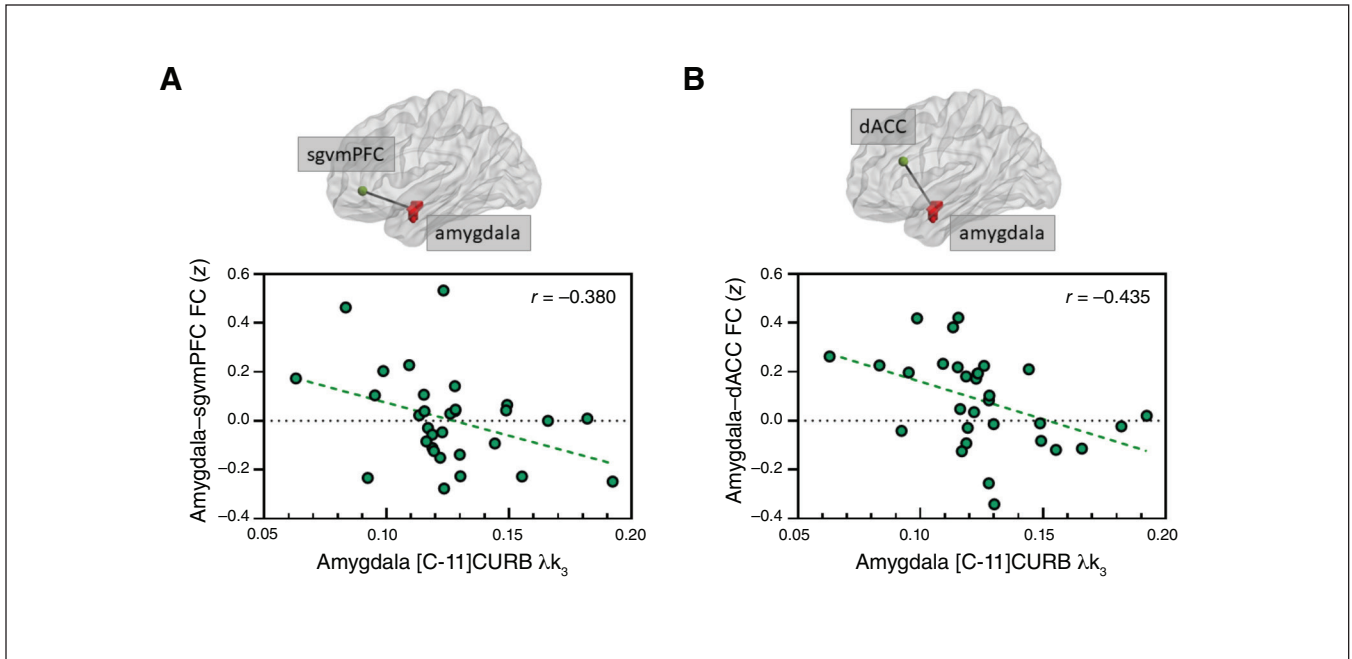 A
sgvmPFC
amygdala
Amygdala–sgvmPFC FC (z)
0.6
0.4
0.2
0.0
–0.2
–0.4
r = –0.380
0.05
0.10
0.15
0.20
Amygdala [C-11]CURB λk3
B
dACC
amygdala
Amygdala–dACC FC (z)
0.6
0.4
0.2
0.0
–0.2
–0.4
r = –0.435
0.05
0.10
0.15
0.20
Amygdala [C-11]CURB λk3